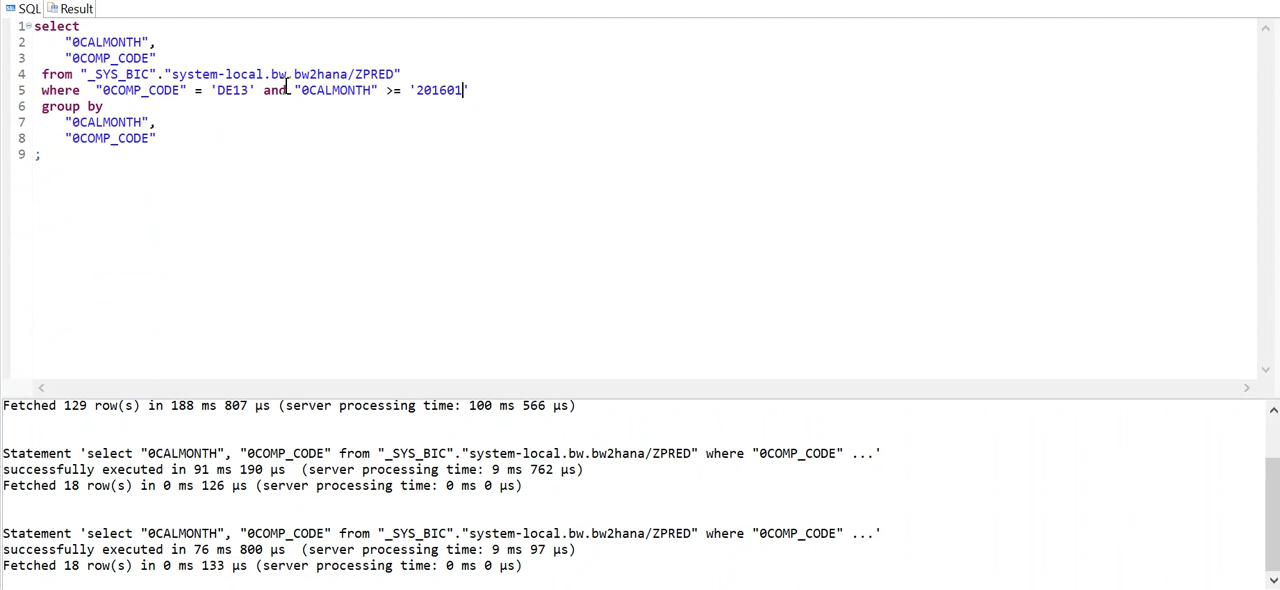 SQL Result
1 select
2 "0CALMONTH",
3 "0COMP_CODE"
4 from "_SYS_BIC"."system-local.bw.bw2hana/ZPRED"
5 where  "0COMP_CODE" = 'DE13' and "0CALMONTH" >= '201601'
6 group by
7 "0CALMONTH",
8 "0COMP_CODE"
9 ;
Fetched 129 row(s) in 188 ms 807 µs (server processing time: 100 ms 566 µs)
Statement 'select "0CALMONTH", "0COMP_CODE" from "_SYS_BIC"."system-local.bw.bw2hana/ZPRED" where "0COMP_CODE" ...'
successfully executed in 91 ms 190 µs  (server processing time: 9 ms 762 µs)
Fetched 18 row(s) in 0 ms 126 µs (server processing time: 0 ms 0 µs)
Statement 'select "0CALMONTH", "0COMP_CODE" from "_SYS_BIC"."system-local.bw.bw2hana/ZPRED" where "0COMP_CODE" ...'
successfully executed in 76 ms 800 µs  (server processing time: 9 ms 97 µs)
Fetched 18 row(s) in 0 ms 133 µs (server processing time: 0 ms 0 µs)